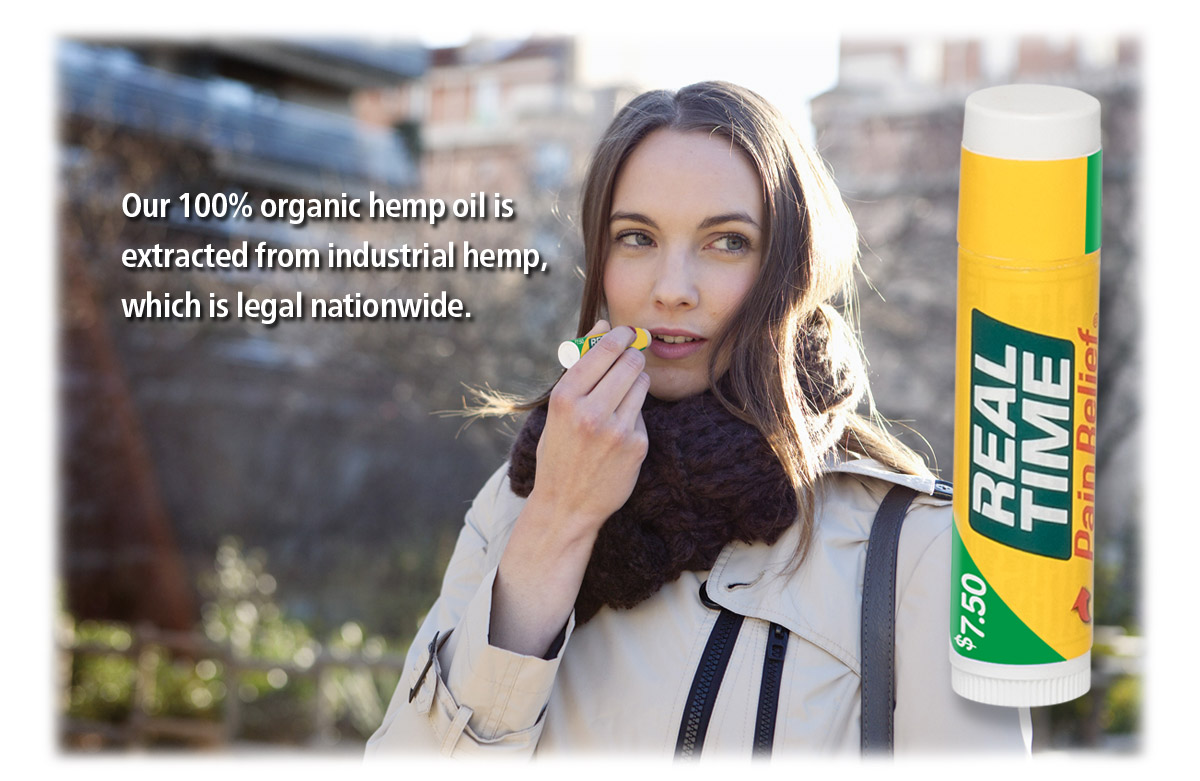 Our 100% organic hemp oil is
extracted from industrial hemp,
which is legal nationwide.
REAL
TIME
Pain Relief®
$7.50